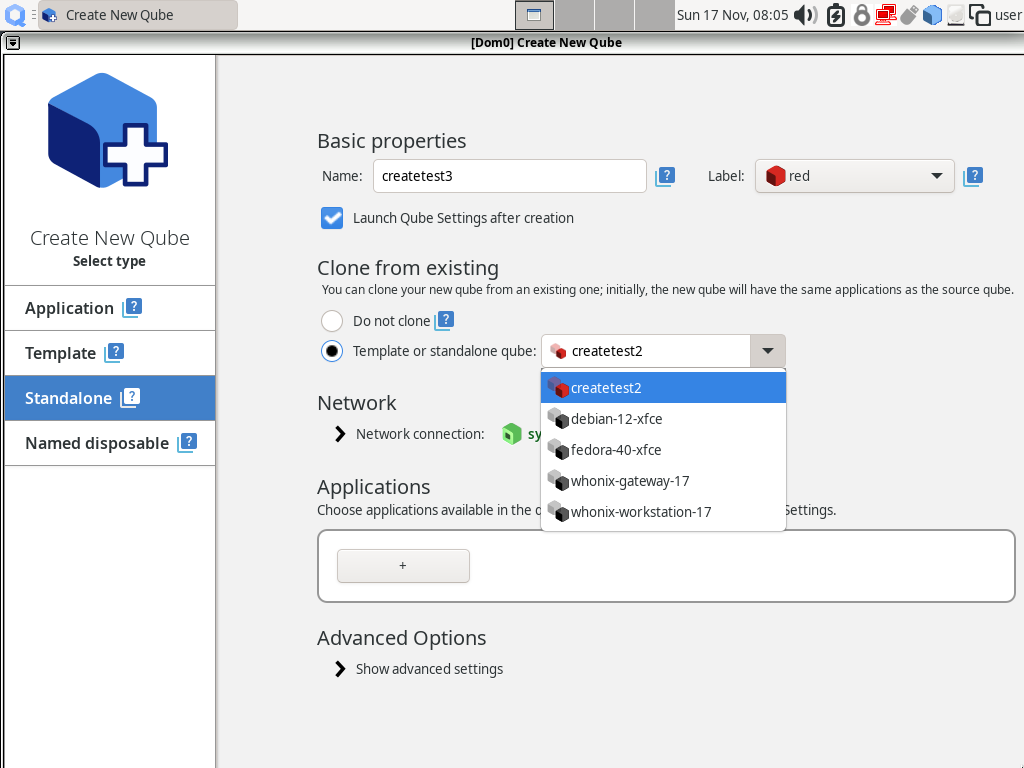 Create New Qube
Sun 17 Nov, 08:05
user
[Dom0] Create New Qube
Create New Qube
Select type
Application ?
Template ?
Standalone ?
Named disposable ?
Basic properties
Name: createtest3 ? Label: red ?
Launch Qube Settings after creation
Clone from existing
You can clone your new qube from an existing one; initially, the new qube will have the same applications as the source qube.
Do not clone ?
Template or standalone qube: createtest2
createtest2
debian-12-xfce
fedora-40-xfce
whonix-gateway-17
whonix-workstation-17
Network
Network connection: sy
Applications
Choose applications available in the Settings.
+
Advanced Options
Show advanced settings